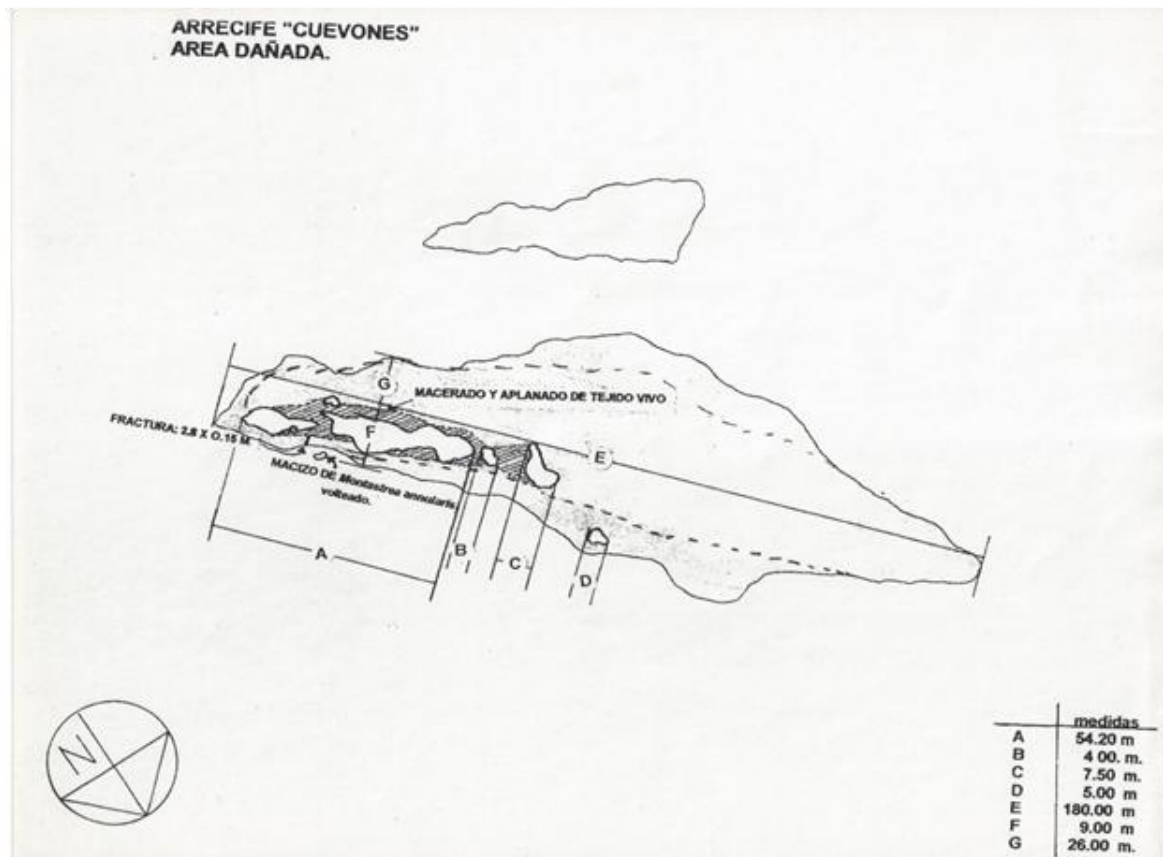 ARRECIFE "CUEVONES"
AREA DAÑADA.
G
MACERADO Y APLANADO DE TEJIDO VIVO
FRACTURA: 2.8 X O.15 M
F
E
MACIZO DE Montastrea annularis
volteado.
A
B
C
D
N
medidas
A 54.20 m
B 4 00. m.
C 7.50 m.
D 5.00 m
E 180.00 m
F 9.00 m
G 26.00 m.